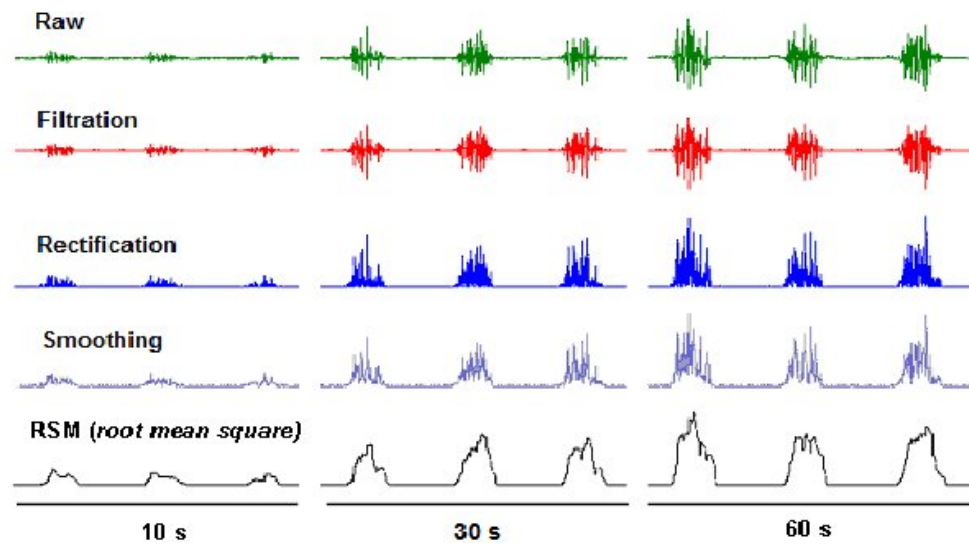 Raw
Filtration
Rectification
Smoothing
RSM (root mean square)
10 s
30 s
60 s